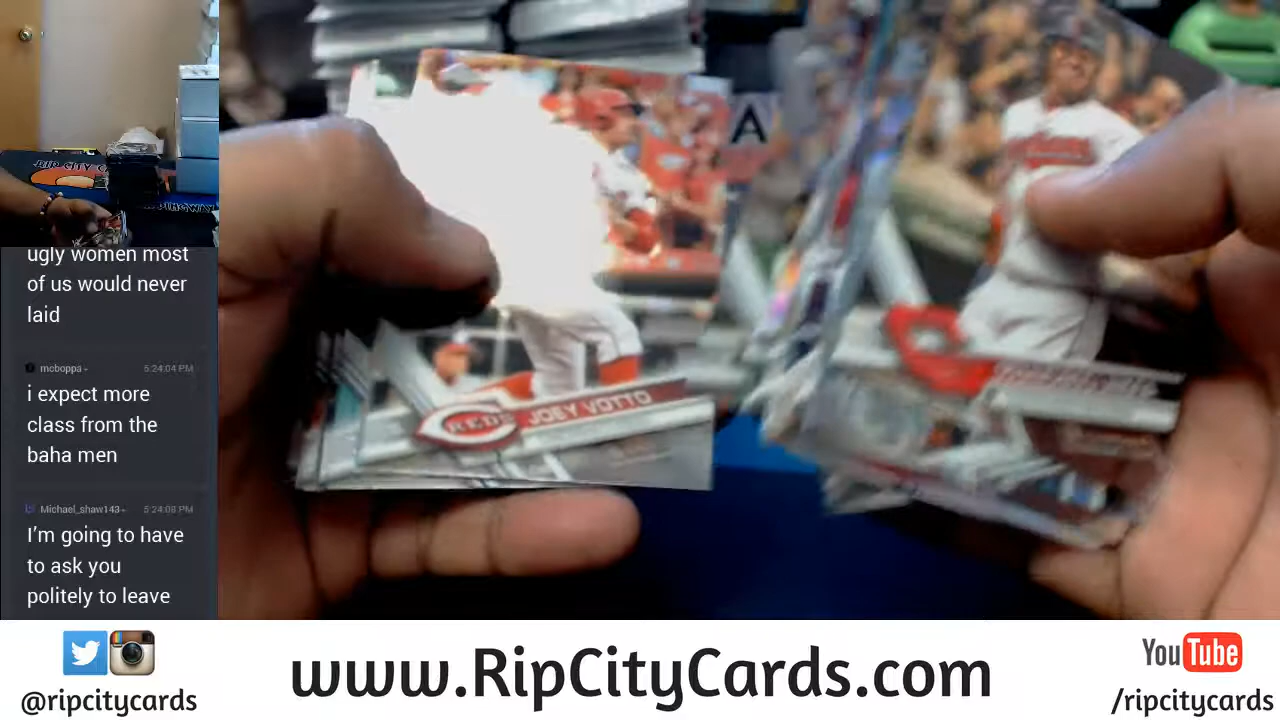 RIP CITY C
ugly women most
of us would never
laid
mcboppa
5:24:04 PM
i expect more
class from the
baha men
Michael_shaw143
5:24:08 PM
I'm going to have
to ask you
politely to leave
A
REDS
JOEY VOTTO
@ripcitycards
www.RipCityCards.com
YouTube
/ripcitycards